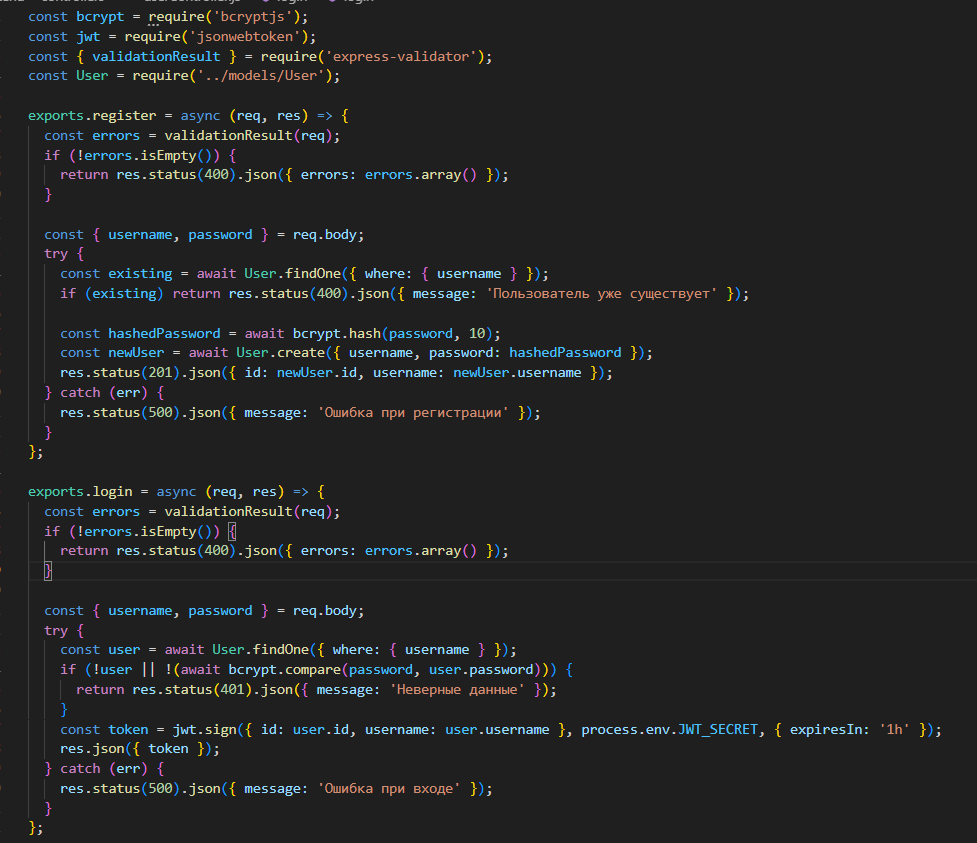 const bcrypt = require('bcryptjs');
const jwt = require('jsonwebtoken');
const { validationResult } = require('express-validator');
const User = require('../models/User');

exports.register = async (req, res) => {
  const errors = validationResult(req);
  if (!errors.isEmpty()) {
    return res.status(400).json({ errors: errors.array() });
  }

  const { username, password } = req.body;
  try {
    const existing = await User.findOne({ where: { username } });
    if (existing) return res.status(400).json({ message: 'Пользователь уже существует' });

    const hashedPassword = await bcrypt.hash(password, 10);
    const newUser = await User.create({ username, password: hashedPassword });
    res.status(201).json({ id: newUser.id, username: newUser.username });
  } catch (err) {
    res.status(500).json({ message: 'Ошибка при регистрации' });
  }
};

exports.login = async (req, res) => {
  const errors = validationResult(req);
  if (!errors.isEmpty()) {
    return res.status(400).json({ errors: errors.array() });
  }

  const { username, password } = req.body;
  try {
    const user = await User.findOne({ where: { username } });
    if (!user || !(await bcrypt.compare(password, user.password))) {
      return res.status(401).json({ message: 'Неверные данные' });
    }
    const token = jwt.sign({ id: user.id, username: user.username }, process.env.JWT_SECRET, { expiresIn: '1h' });
    res.json({ token });
  } catch (err) {
    res.status(500).json({ message: 'Ошибка при входе' });
  }
};